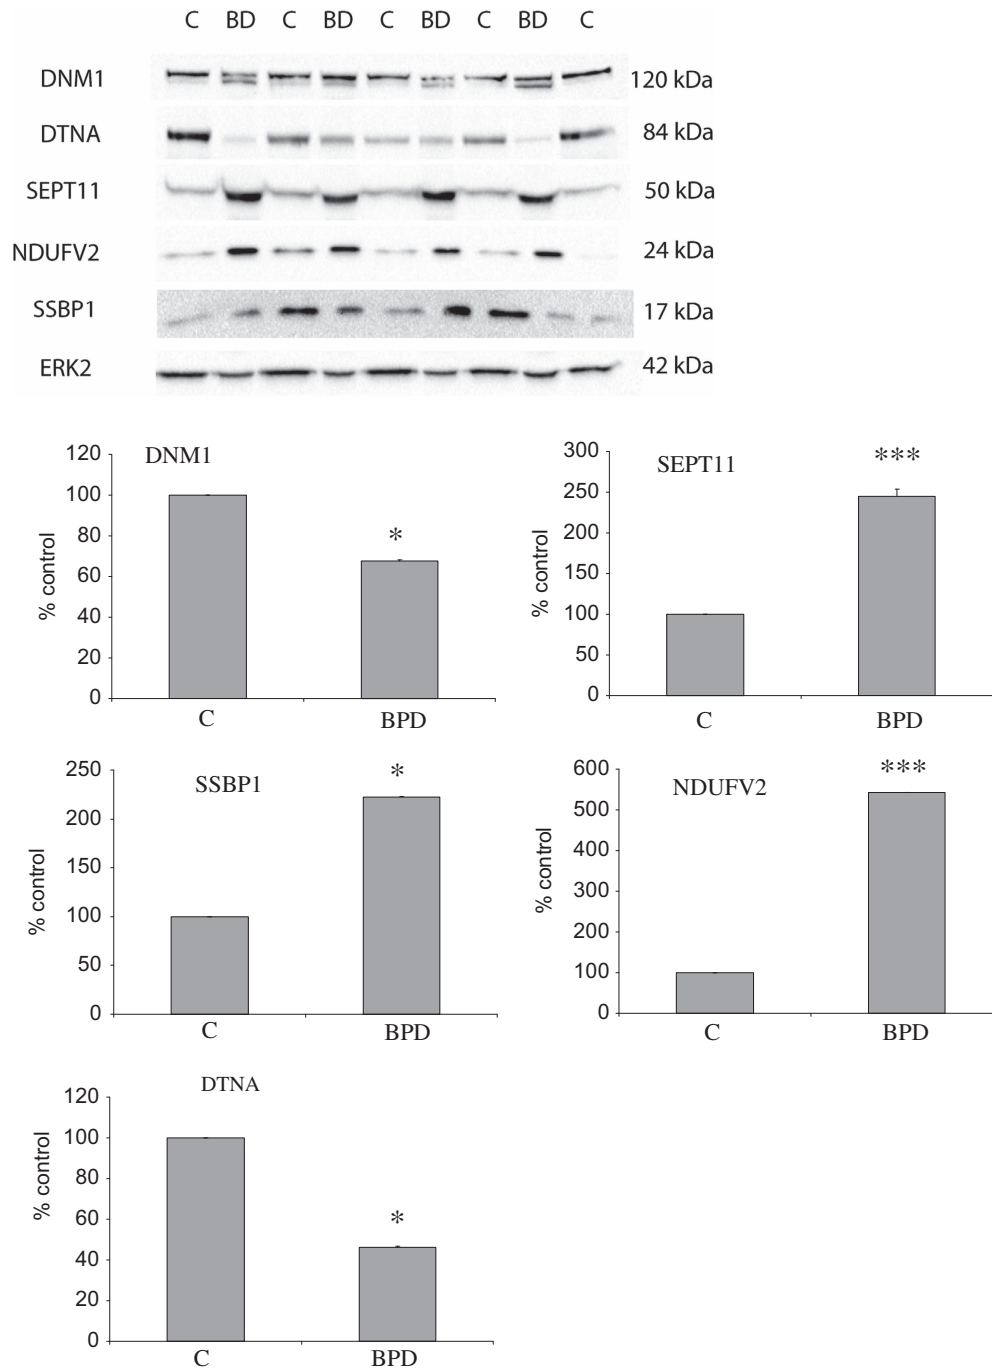 C BD C BD C BD C BD C
DNM1 120 kDa
DTNA 84 kDa
SEPT11 50 kDa
NDUFV2 24 kDa
SSBP1 17 kDa
ERK2 42 kDa
DNM1
% control
120
100
80
60
40
20
0
*
C BPD
SEPT11
% control
300
250
200
150
100
50
0
***
C BPD
SSBP1
% control
250
200
150
100
50
0
*
C BPD
NDUFV2
% control
600
500
400
300
200
100
0
***
C BPD
DTNA
% control
120
100
80
60
40
20
0
*
C BPD